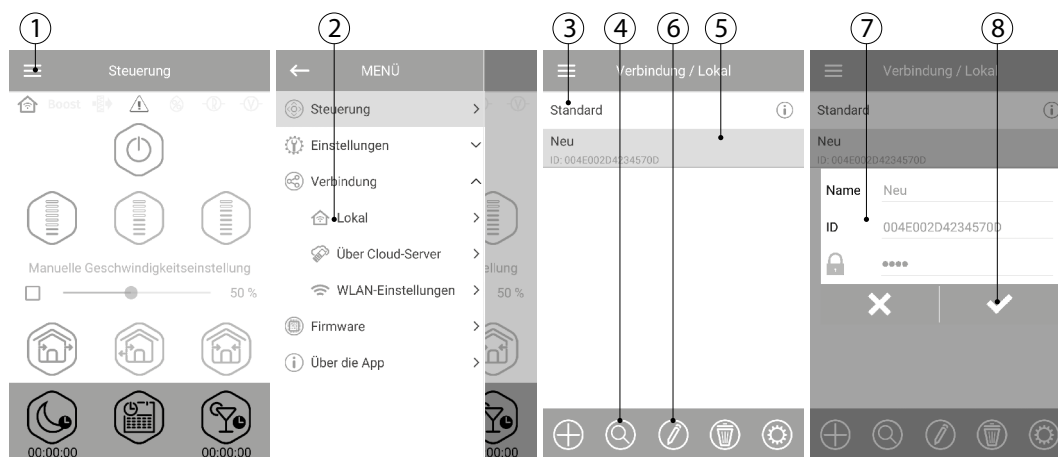 1
2
3
4
6
5
7
8
Steuerung
Boost
Manuelle Geschwindigkeitseinstellung
50 %
00:00:00
00:00:00
MENÜ
Steuerung
Einstellungen
Verbindung
Lokal
Über Cloud-Server
WLAN-Einstellungen
Firmware
Über die App
ellung
50 %
00:00
Verbindung / Lokal
Standard
Neu
ID: 004E002D4234570D
Verbindung / Lokal
Standard
Neu
ID: 004E002D4234570D
Name Neu
ID 004E002D4234570D